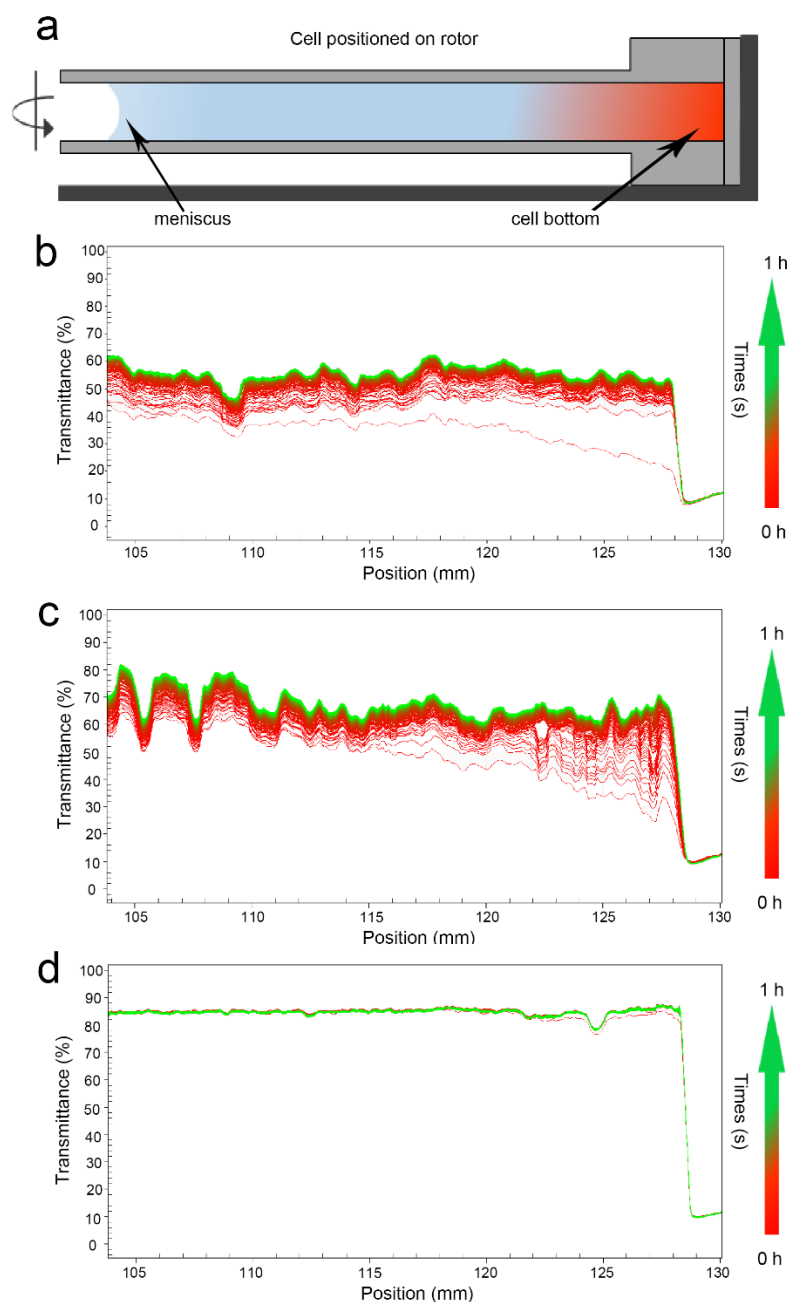 a
Cell positioned on rotor
meniscus
cell bottom
b
100
90
80
70
60
50
40
30
20
10
0
Transmittance (%)
105
110
115
120
125
130
Position (mm)
1 h
Times (s)
0 h
c
100
90
80
70
60
50
40
30
20
10
0
Transmittance (%)
105
110
115
120
125
130
Position (mm)
1 h
Times (s)
0 h
d
100
90
80
70
60
50
40
30
20
10
0
Transmittance (%)
105
110
115
120
125
130
Position (mm)
1 h
Times (s)
0 h